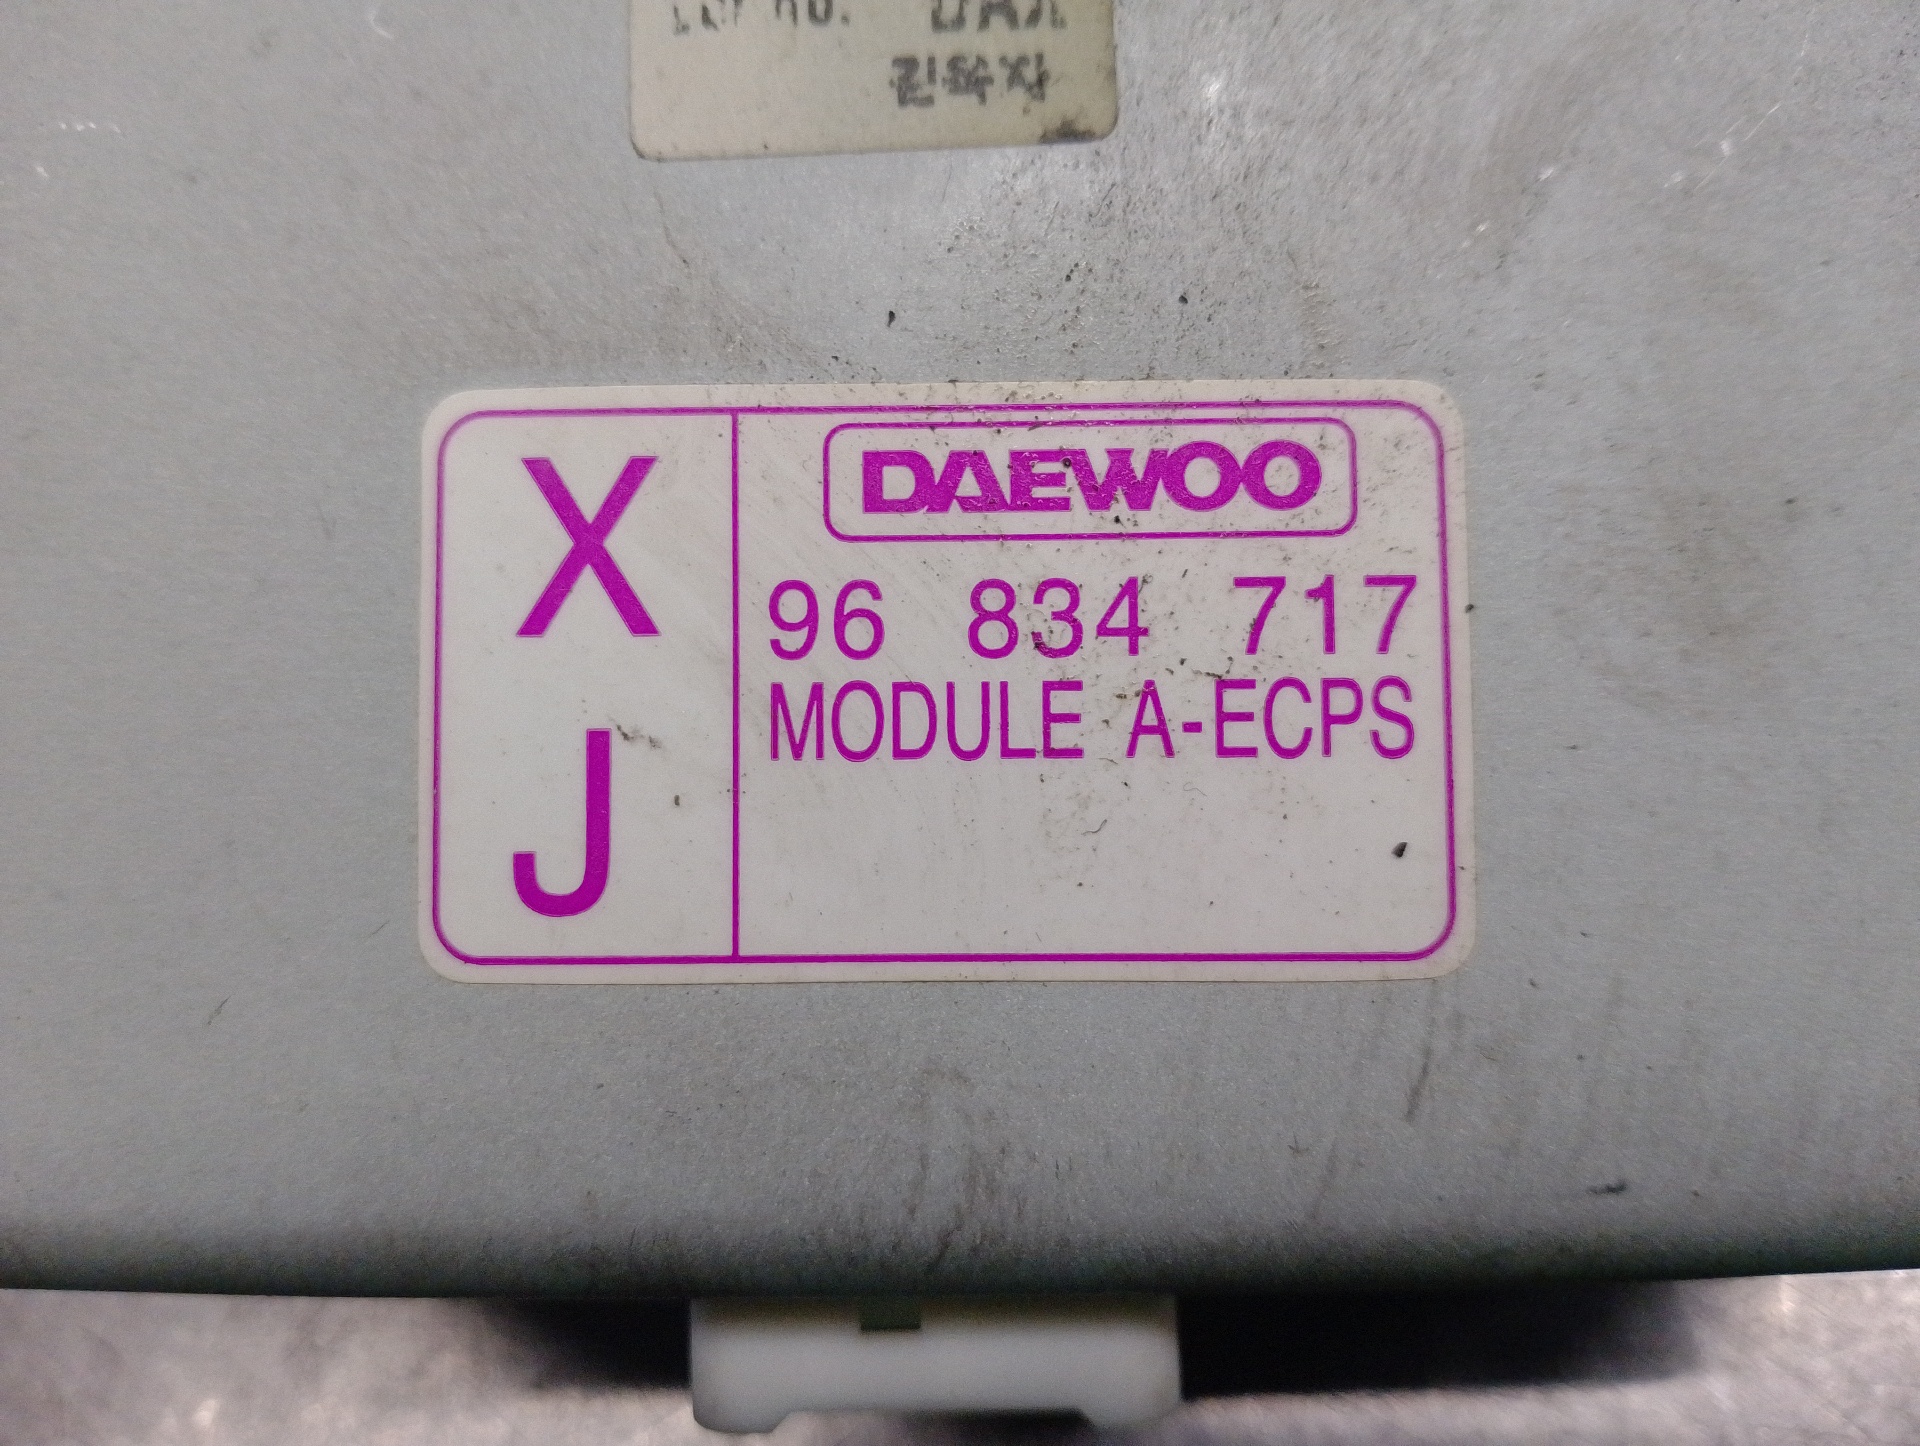 DAEWOO
96 834 717
MODULE A-ECPS
X
J